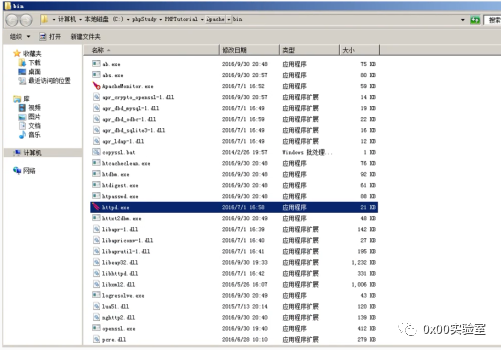 bin
计算机 本地磁盘 (C:) phpStudy PHPTutorial Apache bin
组织 打开 新建文件夹
收藏夹
下载
桌面
最近访问的位置
库
视频
图片
文档
音乐
计算机
网络
名称 修改日期 类型 大小
ab.exe 2016/9/30 20:48 应用程序 75 KB
abs.exe 2016/9/30 20:57 应用程序 88 KB
ApacheMonitor.exe 2016/7/1 16:52 应用程序 59 KB
apr_crypto_openssl-1.dll 2016/9/30 20:57 应用程序扩展 14 KB
apr_dbd_mysql-1.dll 2016/7/1 16:49 应用程序扩展 19 KB
apr_dbd_odbc-1.dll 2016/7/1 16:59 应用程序扩展 22 KB
apr_dbd_sqlite3-1.dll 2016/7/1 16:49 应用程序扩展 16 KB
apr_ldap-1.dll 2016/7/1 16:41 应用程序扩展 12 KB
copyssl.bat 2014/2/26 19:57 Windows 批处理... 1 KB
htcacheclean.exe 2016/9/30 20:48 应用程序 76 KB
htdbm.exe 2016/9/30 20:48 应用程序 92 KB
htdigest.exe 2016/9/30 20:48 应用程序 61 KB
htpasswd.exe 2016/9/30 20:48 应用程序 88 KB
httpd.exe 2016/7/1 16:50 应用程序 21 KB
httxt2dbm.exe 2016/9/30 20:49 应用程序 48 KB
libapr-1.dll 2016/7/1 16:39 应用程序扩展 142 KB
libapriconv-1.dll 2016/7/1 16:40 应用程序扩展 27 KB
libaprutil-1.dll 2016/7/1 16:41 应用程序扩展 195 KB
libeay32.dll 2016/9/30 19:33 应用程序扩展 1,232 KB
libhttpd.dll 2016/7/1 16:42 应用程序扩展 331 KB
libxml2.dll 2016/5/26 16:07 应用程序扩展 1,006 KB
logresolve.exe 2016/9/30 20:49 应用程序 43 KB
lua51.dll 2015/7/13 20:14 应用程序扩展 120 KB
nghttp2.dll 2016/9/30 20:40 应用程序扩展 139 KB
openssl.exe 2016/9/30 19:40 应用程序 412 KB
pcre.dll 2016/6/28 10:10 应用程序扩展 279 KB
0x00实验室